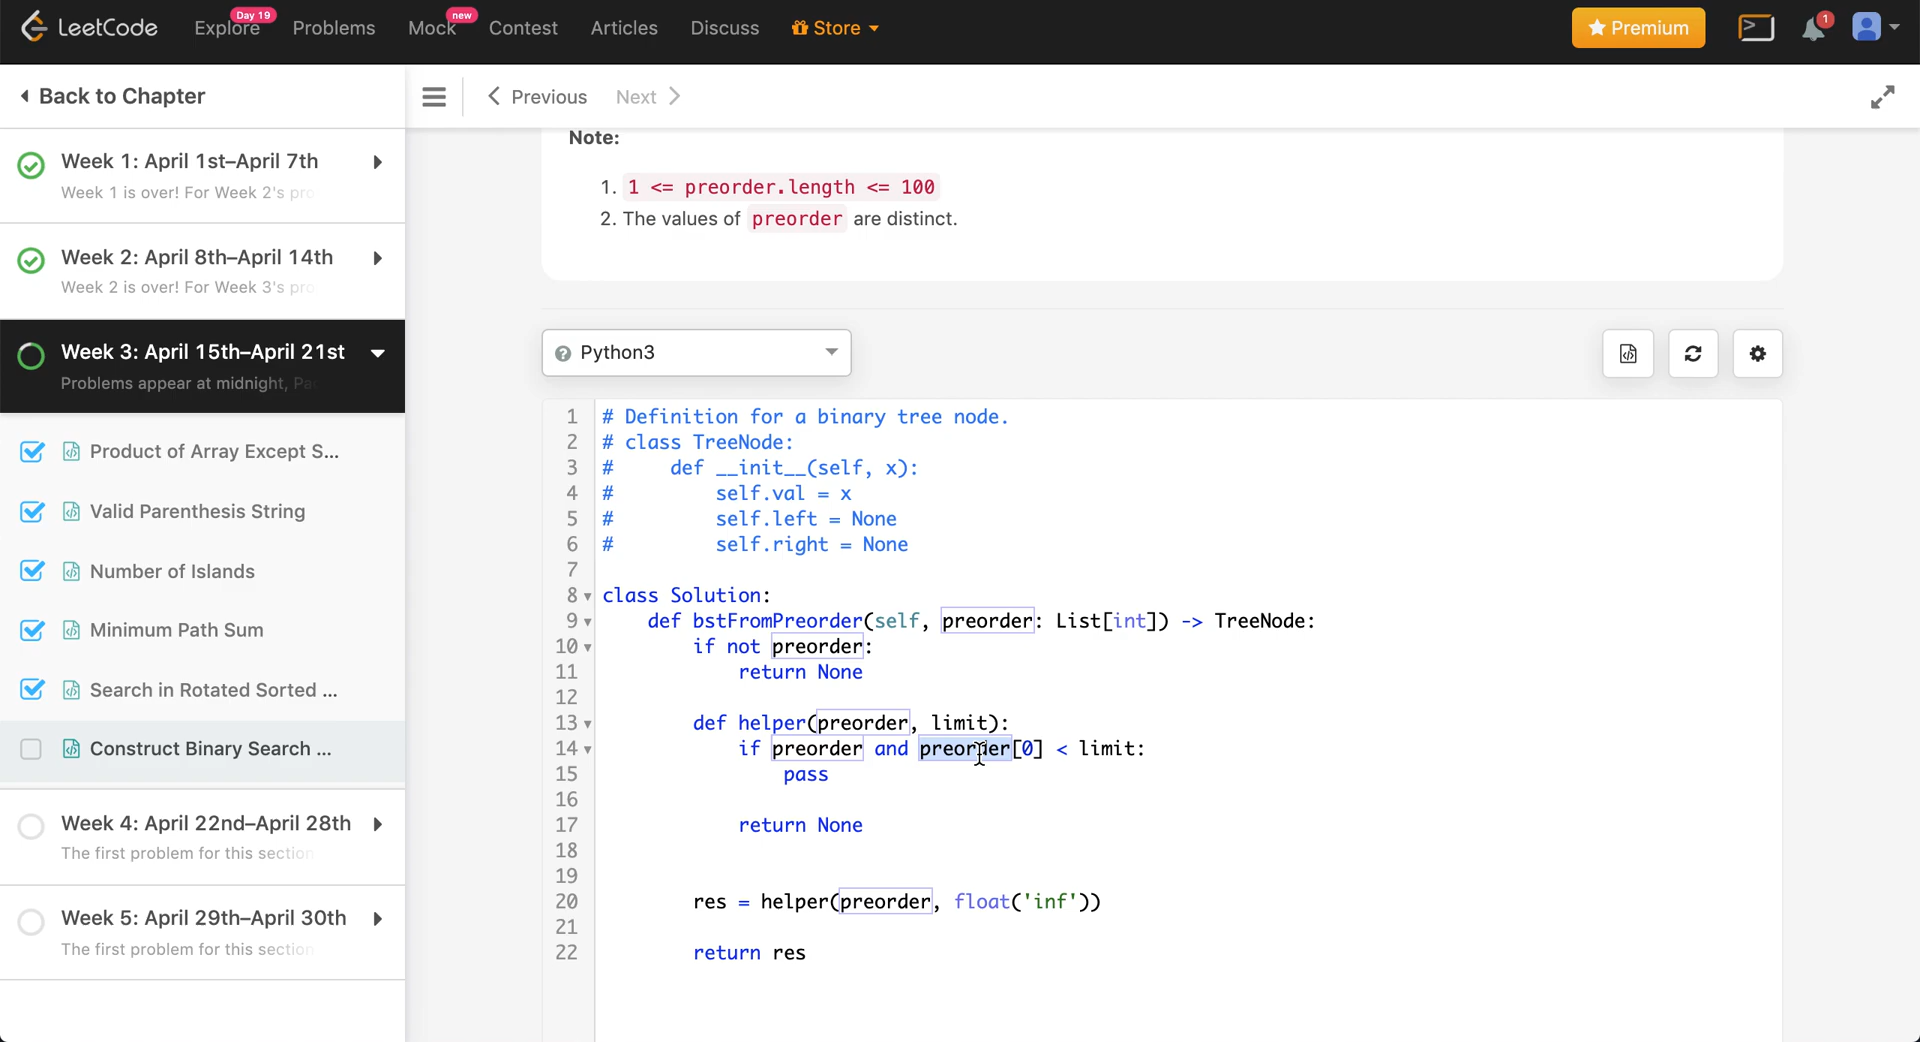 LeetCode
Explore
Day 19
Problems
Mock
new
Contest
Articles
Discuss
Store
Premium
1
Back to Chapter
Previous
Next
Week 1: April 1st–April 7th
Week 1 is over! For Week 2's pro
Week 2: April 8th–April 14th
Week 2 is over! For Week 3's pro
Week 3: April 15th–April 21st
Problems appear at midnight, Pa
Product of Array Except S...
Valid Parenthesis String
Number of Islands
Minimum Path Sum
Search in Rotated Sorted ...
Construct Binary Search ...
Week 4: April 22nd–April 28th
The first problem for this section
Week 5: April 29th–April 30th
The first problem for this section
Note:
1. 1 <= preorder.length <= 100
2. The values of preorder are distinct.
Python3
1 # Definition for a binary tree node.
2 # class TreeNode:
3 #     def __init__(self, x):
4 #         self.val = x
5 #         self.left = None
6 #         self.right = None
7
8 class Solution:
9     def bstFromPreorder(self, preorder: List[int]) -> TreeNode:
10         if not preorder:
11             return None
12
13         def helper(preorder, limit):
14             if preorder and preorder[0] < limit:
15                 pass
16
17             return None
18
19
20         res = helper(preorder, float('inf'))
21
22         return res